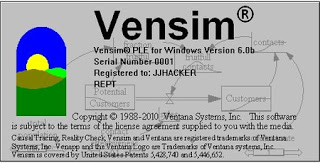 Vensim®
Vensim® PLE for Windows Version 6.0b
Serial Number 0001
Registered to: JJHACKER
REPT
contacts
fruitful
Potential
Customers
Customers
Copyright © 1988-2010 Ventana Systems, Inc. This software
is subject to the terms of the license agreement supplied to you with the media.
Causal Tracing, Reality Check, Vensim and Ventana are registered trademarks of Ventana
Systems, Inc. Venapp and the Ventana Logo are Trademarks of Ventana systems, Inc.
Vensim is covered by United States Patents 5,428,740 and 5,446,652.